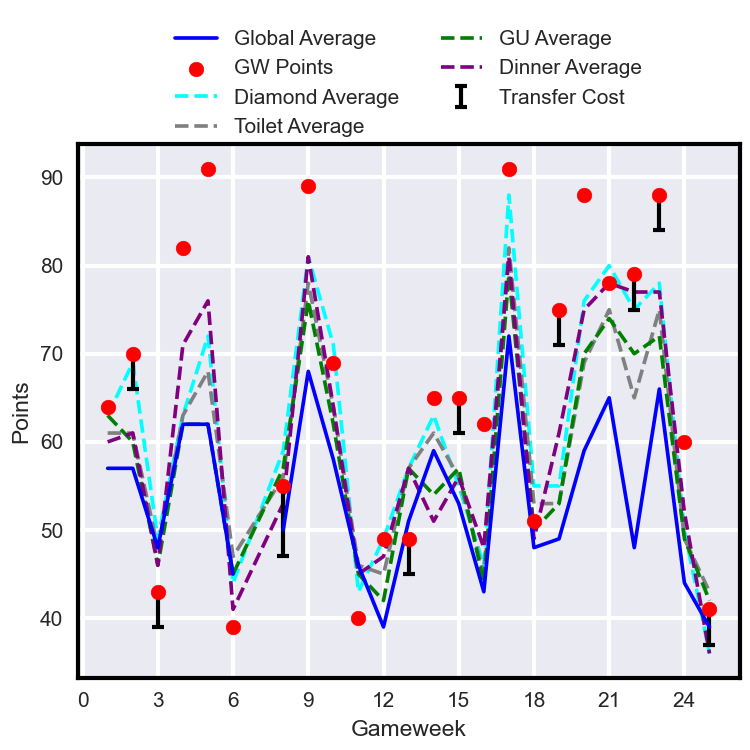 Global Average
GW Points
Diamond Average
Toilet Average
GU Average
Dinner Average
Transfer Cost
90
80
70
60
50
40
Points
0 3 6 9 12 15 18 21 24
Gameweek